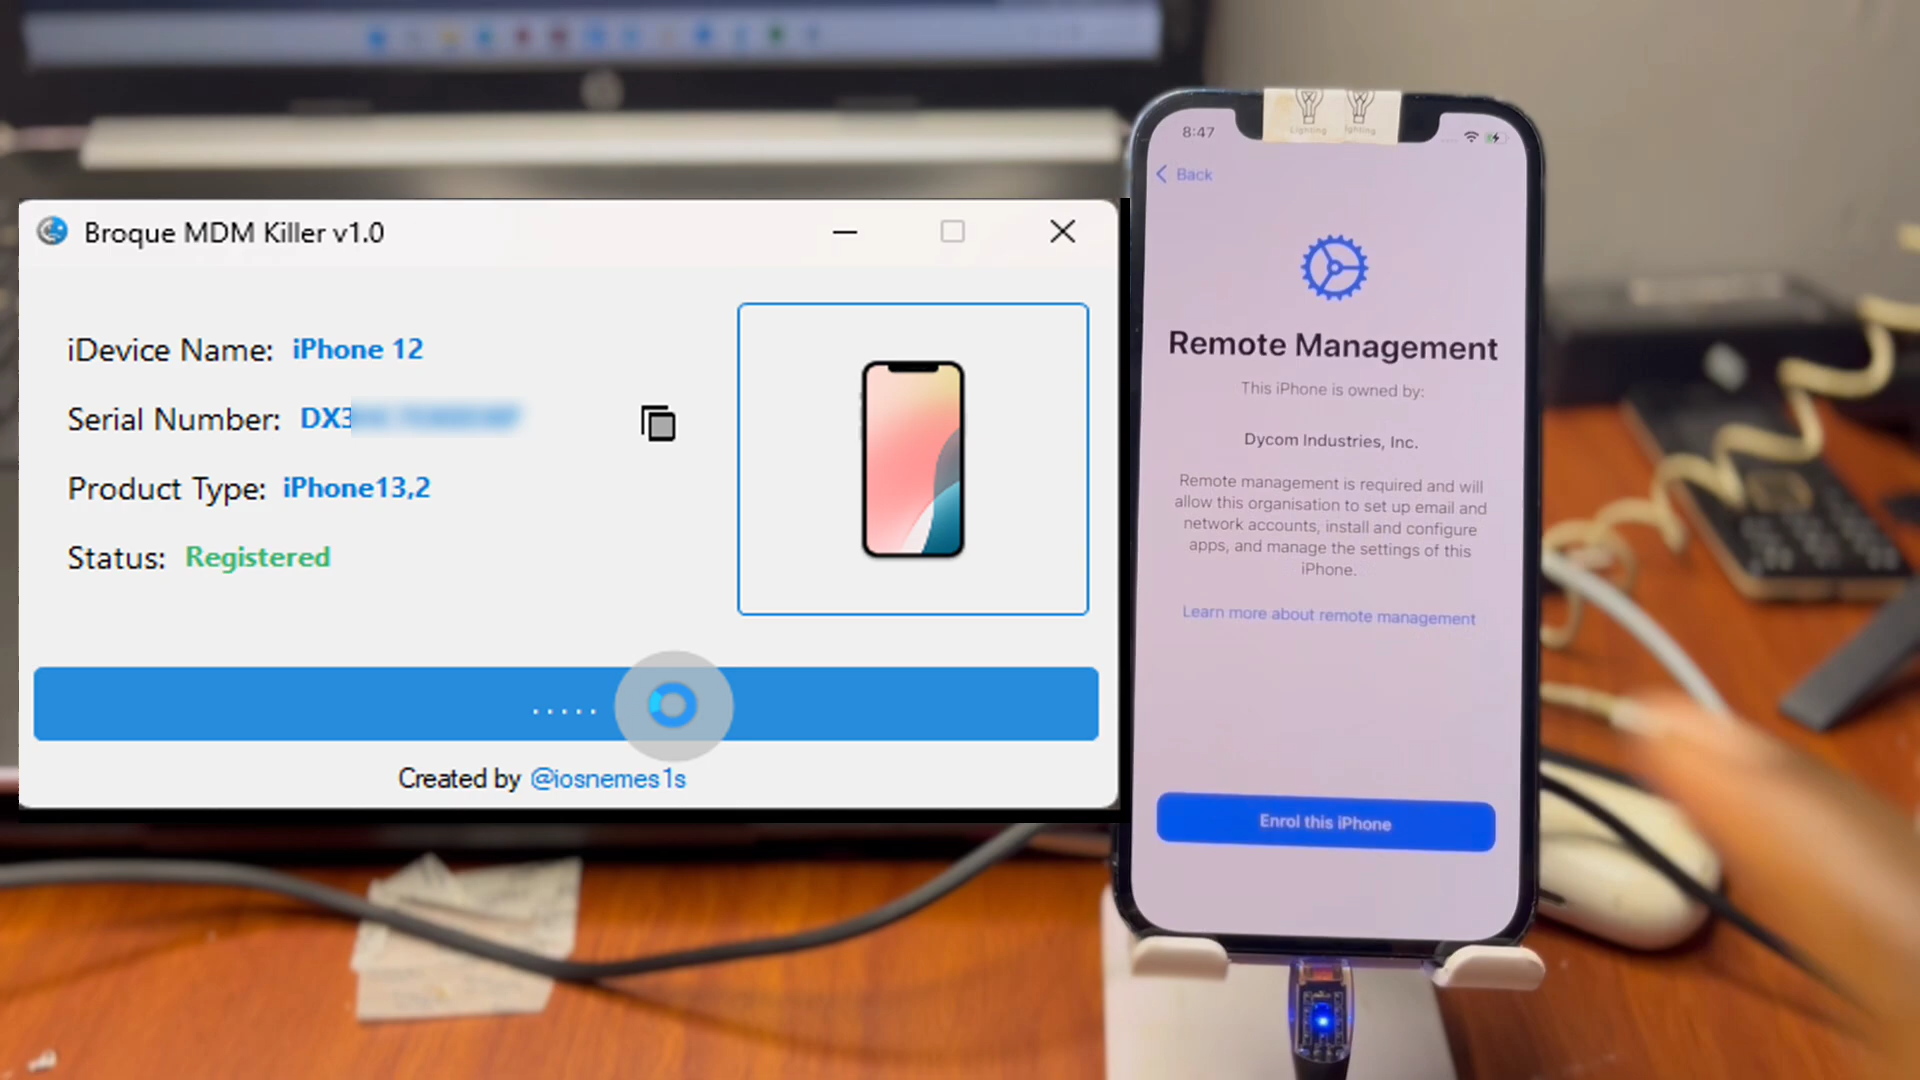 Broque MDM Killer v1.0
iDevice Name: iPhone 12
Serial Number: DX3
Product Type: iPhone13,2
Status: Registered
.....
Created by @iosnemes1s
Lighting
ighting
8:47
Back
Remote Management
This iPhone is owned by:
Dycom Industries, Inc.
Remote management is required and will
allow this organisation to set up email and
network accounts, install and configure
apps, and manage the settings of this
iPhone.
Learn more about remote management
Enrol this iPhone